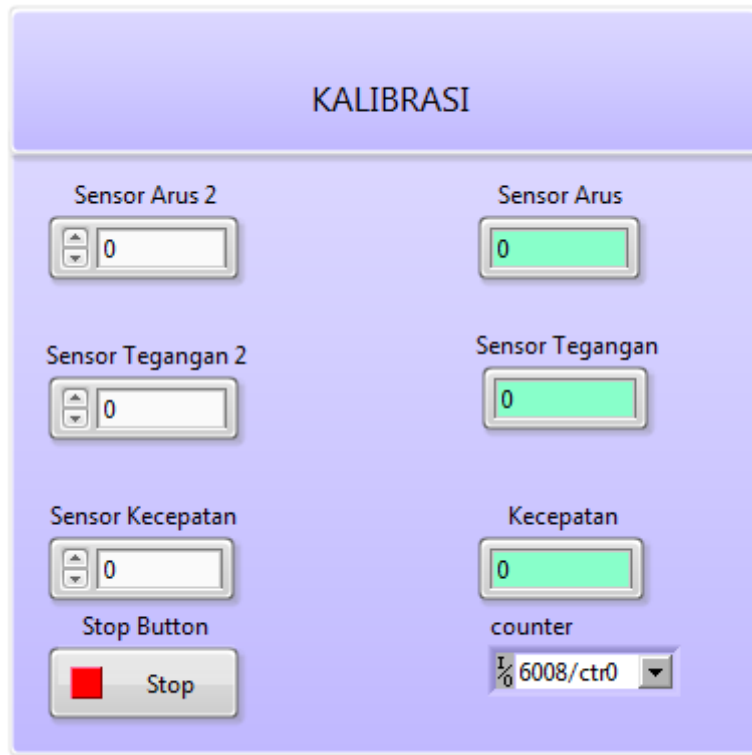 KALIBRASI
Sensor Arus 2
Sensor Arus
0
0
Sensor Tegangan 2
Sensor Tegangan
0
0
Sensor Kecepatan
Kecepatan
0
0
Stop Button
counter
Stop
I/O 6008/ctr0